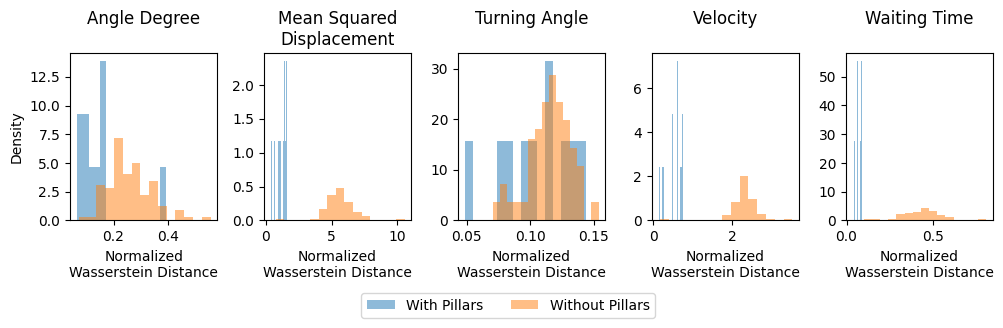 Angle Degree
Mean Squared
Displacement
Turning Angle
Velocity
Waiting Time
Density
12.5
10.0
7.5
5.0
2.5
0.0
0.2 0.4
Normalized
Wasserstein Distance
2.0
1.5
1.0
0.5
0.0
0 5 10
Normalized
Wasserstein Distance
30
20
10
0
0.05 0.10 0.15
Normalized
Wasserstein Distance
6
4
2
0
0 2
Normalized
Wasserstein Distance
50
40
30
20
10
0
0.0 0.5
Normalized
Wasserstein Distance
With Pillars
Without Pillars